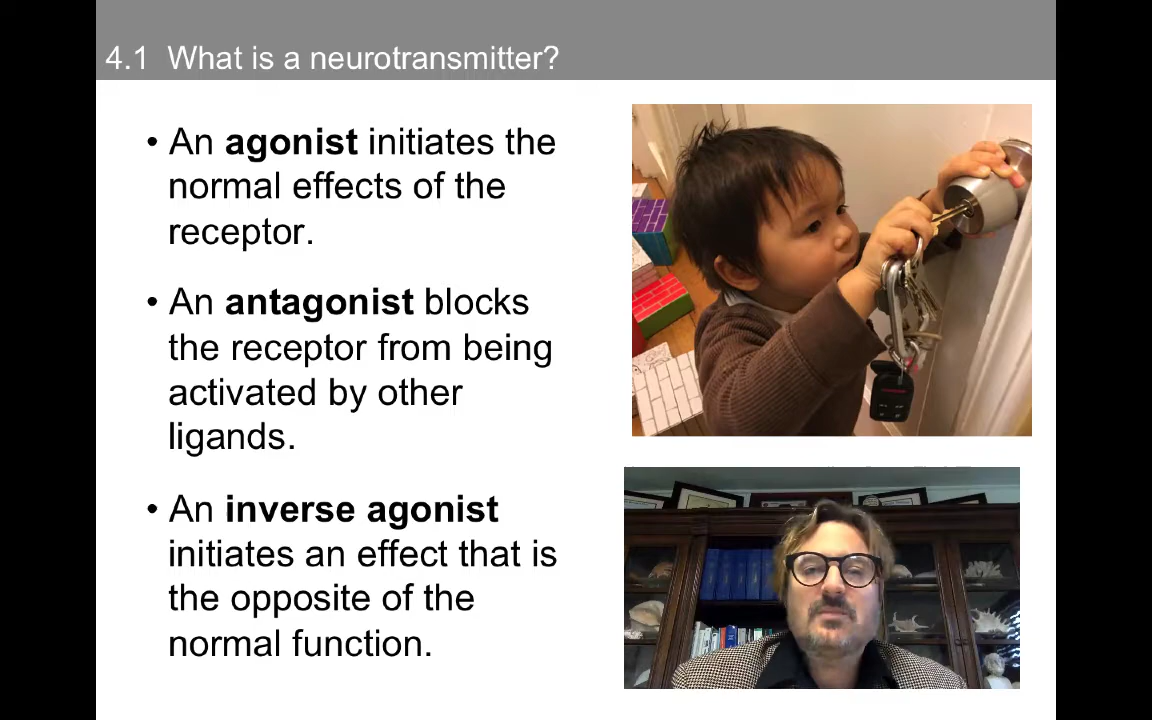 4.1 What is a neurotransmitter?
• An agonist initiates the
normal effects of the
receptor.
• An antagonist blocks
the receptor from being
activated by other
ligands.
• An inverse agonist
initiates an effect that is
the opposite of the
normal function.